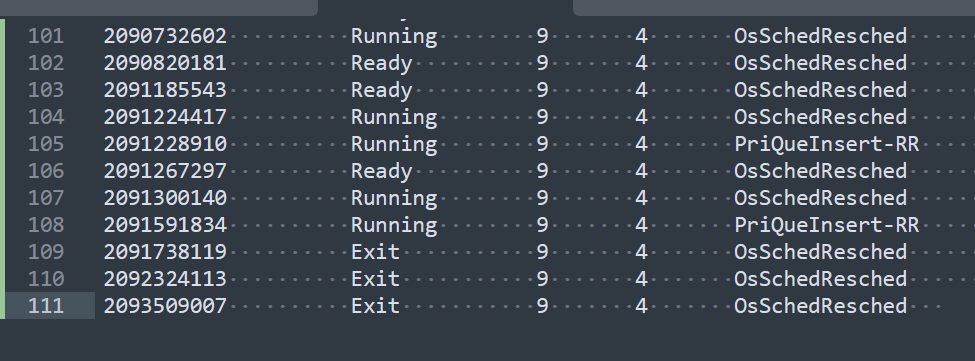 101 2090732602 Running 9 4 OsSchedResched
102 2090820181 Ready 9 4 OsSchedResched
103 2091185543 Ready 9 4 OsSchedResched
104 2091224417 Running 9 4 OsSchedResched
105 2091228910 Running 9 4 PriQueInsert-RR
106 2091267297 Ready 9 4 OsSchedResched
107 2091300140 Running 9 4 OsSchedResched
108 2091591834 Running 9 4 PriQueInsert-RR
109 2091738119 Exit 9 4 OsSchedResched
110 2092324113 Exit 9 4 OsSchedResched
111 2093509007 Exit 9 4 OsSchedResched